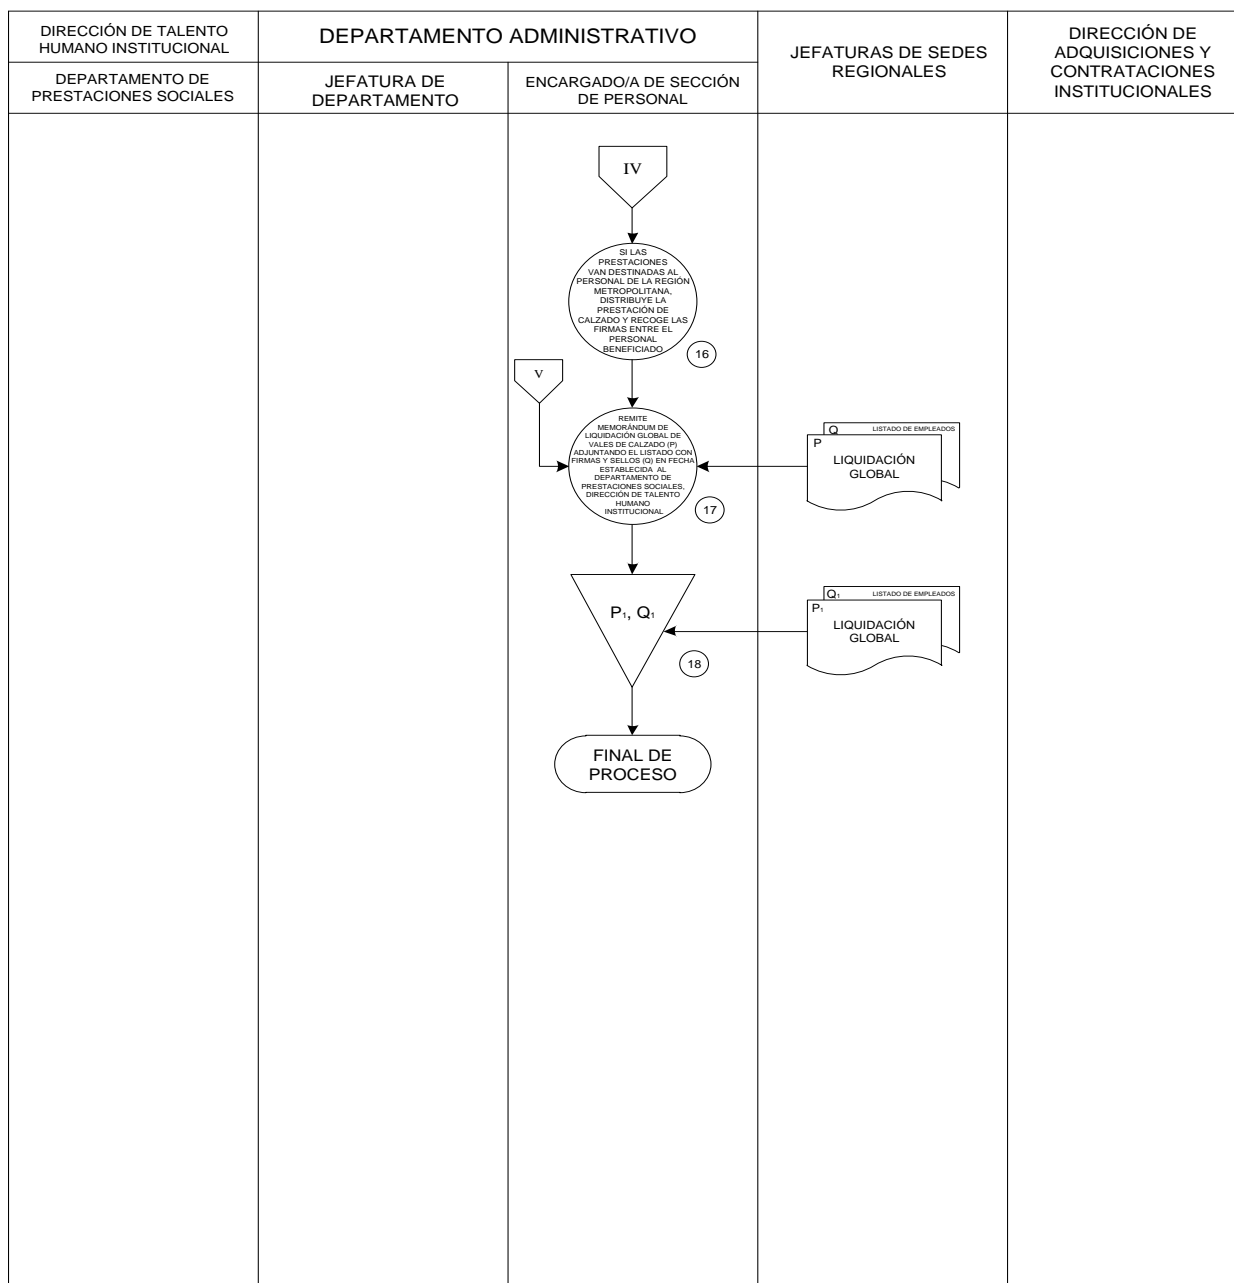 DIRECCIÓN DE TALENTO
HUMANO INSTITUCIONAL
DEPARTAMENTO ADMINISTRATIVO
JEFATURAS DE SEDES
REGIONALES
DIRECCIÓN DE
ADQUISICIONES Y
CONTRATACIONES
INSTITUCIONALES
DEPARTAMENTO DE
PRESTACIONES SOCIALES
JEFATURA DE
DEPARTAMENTO
ENCARGADO/A DE SECCIÓN
DE PERSONAL
IV
SI LAS
PRESTACIONES
VAN DESTINADAS AL
PERSONAL DE LA REGIÓN
METROPOLITANA,
DISTRIBUYE LA
PRESTACIÓN DE
CALZADO Y RECOGE LAS
FIRMAS ENTRE EL
PERSONAL
BENEFICIADO
16
V
REMITE
MEMORÁNDUM DE
LIQUIDACIÓN GLOBAL DE
VALES DE CALZADO (P)
ADJUNTANDO EL LISTADO CON
FIRMAS Y SELLOS (Q) EN FECHA
ESTABLECIDA AL
DEPARTAMENTO DE
PRESTACIONES SOCIALES,
DIRECCIÓN DE TALENTO
HUMANO
INSTITUCIONAL
17
Q LISTADO DE EMPLEADOS
P
LIQUIDACIÓN
GLOBAL
P₁, Q₁
18
Q₁ LISTADO DE EMPLEADOS
P₁
LIQUIDACIÓN
GLOBAL
FINAL DE
PROCESO